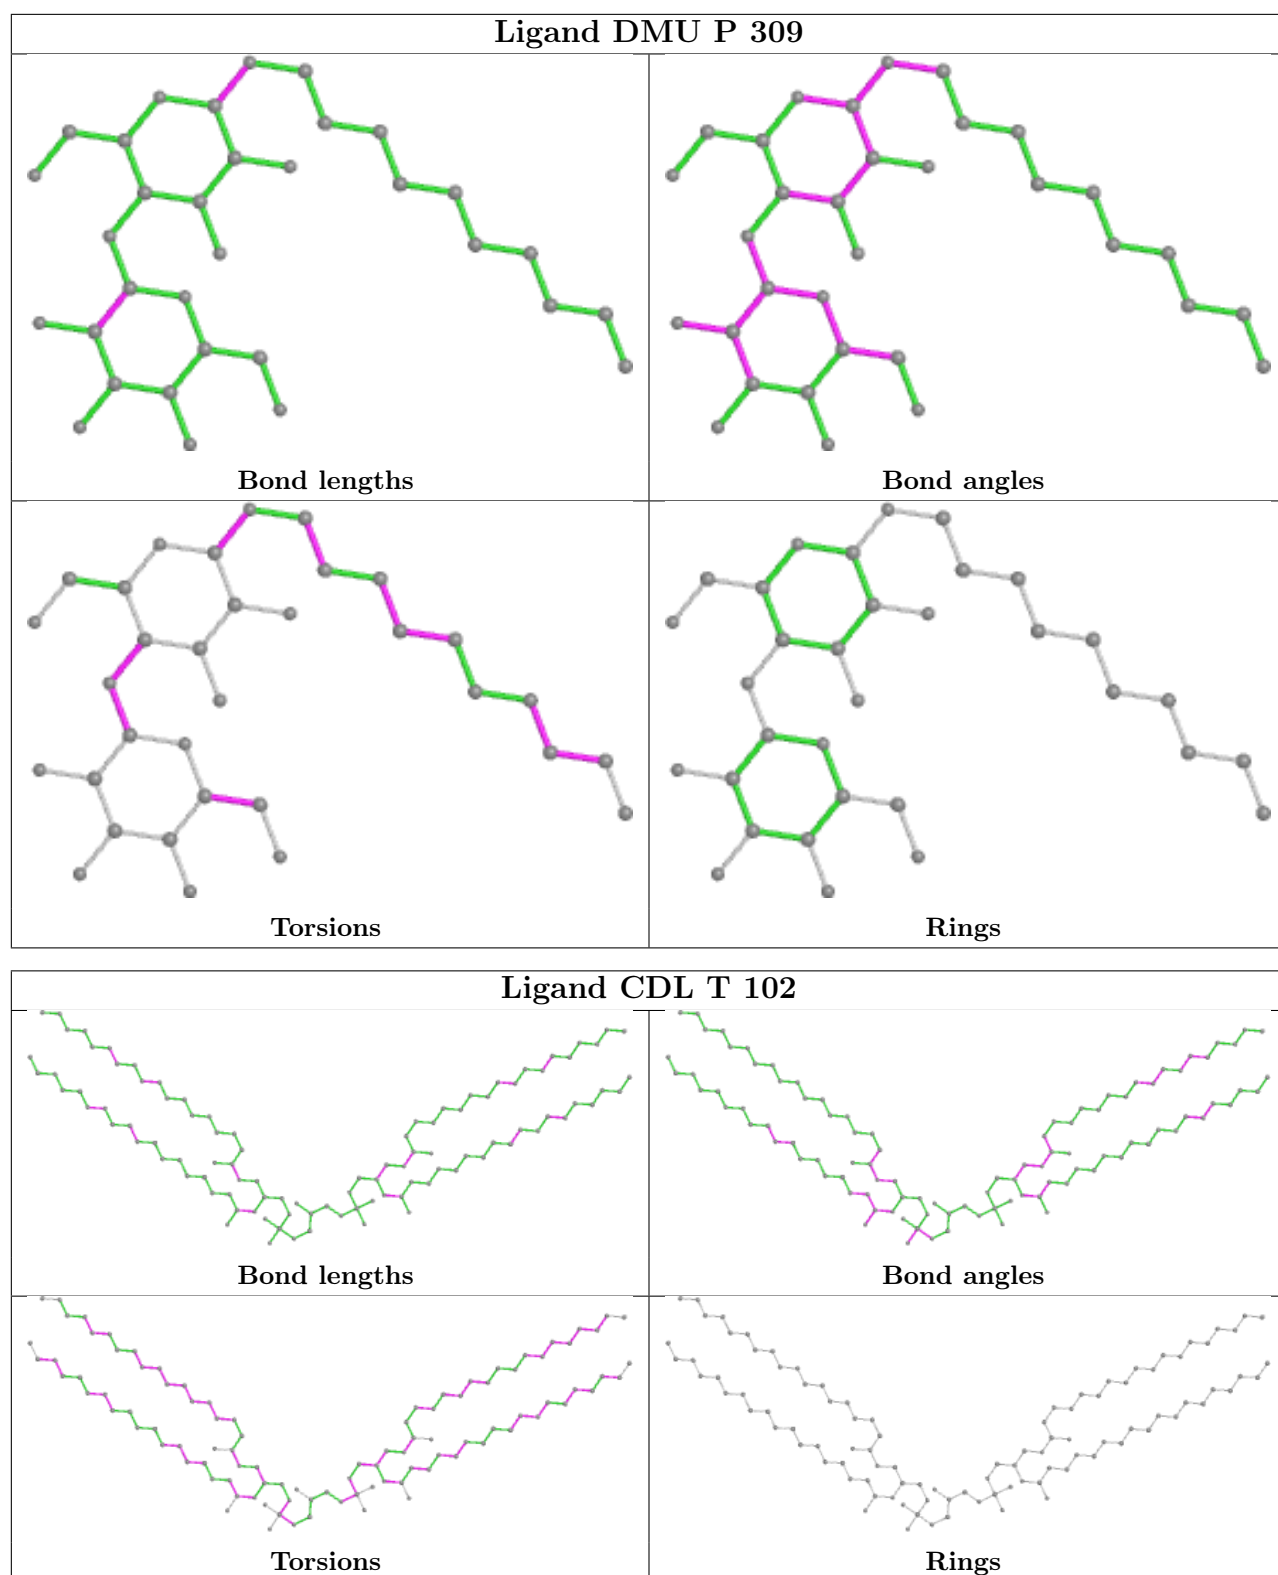 Ligand DMU P 309
Bond lengths
Bond angles
Torsions
Rings
Ligand CDL T 102
Bond lengths
Bond angles
Torsions
Rings